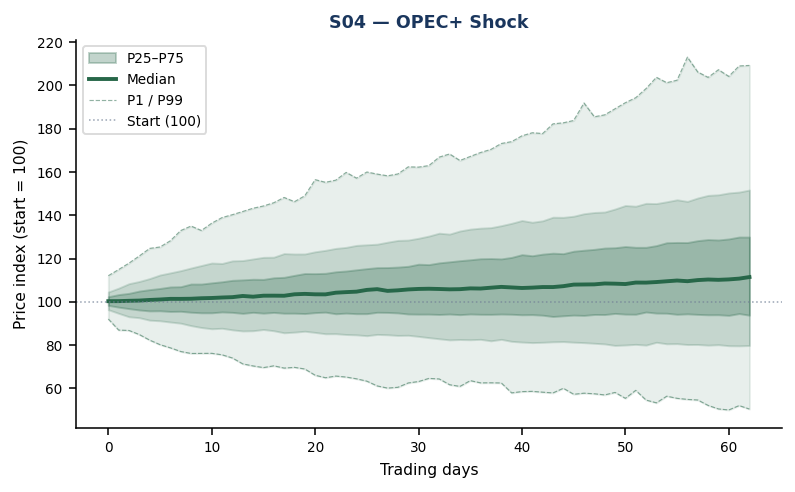 S04 — OPEC+ Shock
P25–P75
Median
P1 / P99
Start (100)
Price index (start = 100)
220
200
180
160
140
120
100
80
60
0 10 20 30 40 50 60
Trading days